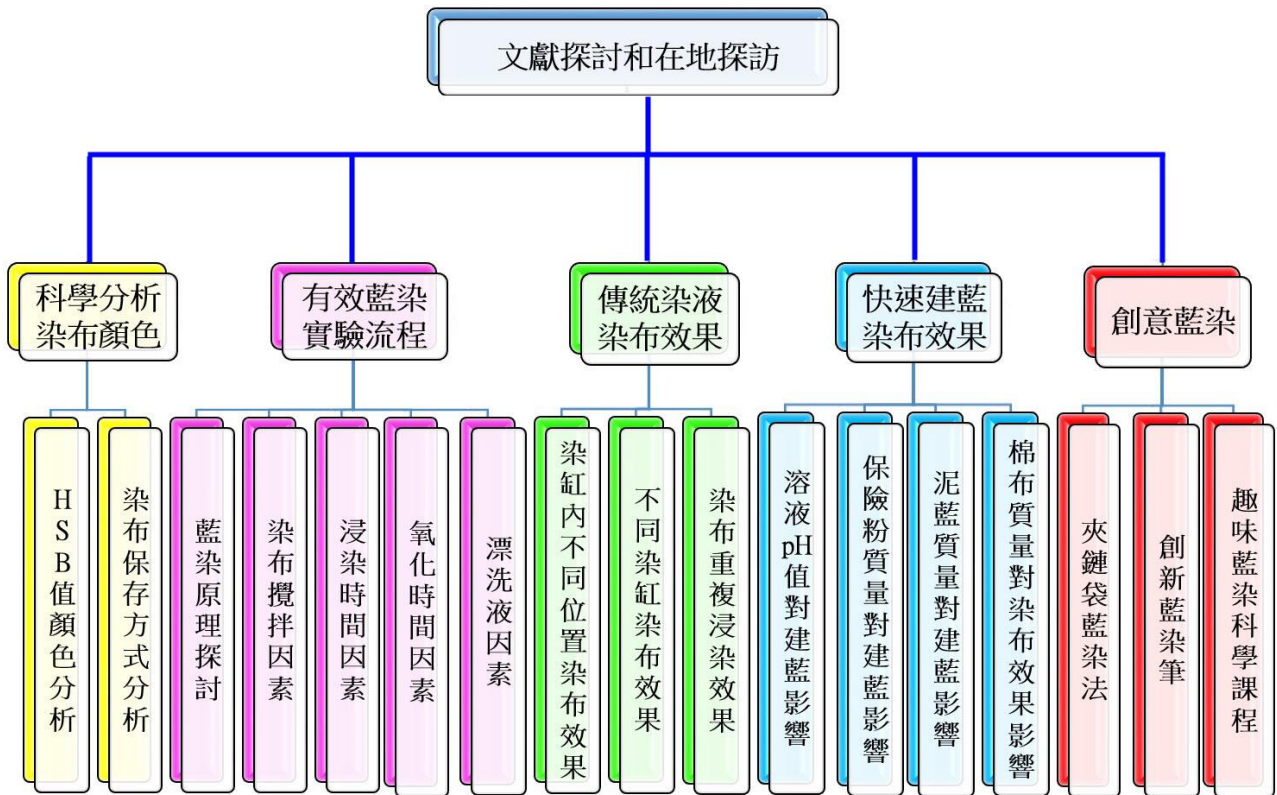 文獻探討和在地探訪
科學分析
染布顏色
有效藍染
實驗流程
傳統染液
染布效果
快速建藍
染布效果
創意藍染
HSB值顏色分析
染布保存方式分析
藍染原理探討
染布攪拌因素
浸染時間因素
氧化時間因素
漂洗液因素
染缸內不同位置染布效果
不同染缸染布效果
染布重複浸染效果
溶液pH值對建藍影響
保險粉質量對建藍影響
泥藍質量對建藍影響
棉布質量對染布效果影響
夾鏈袋藍染法
創新藍染筆
趣味藍染科學課程